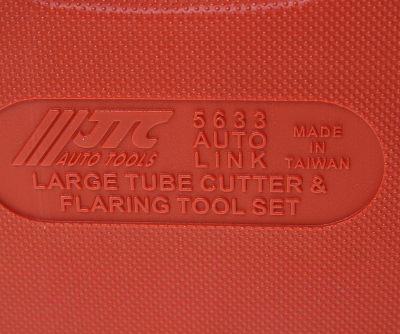 JTC
AUTO TOOLS
5633
AUTO
LINK
MADE
IN
TAIWAN
LARGE TUBE CUTTER &
FLARING TOOL SET